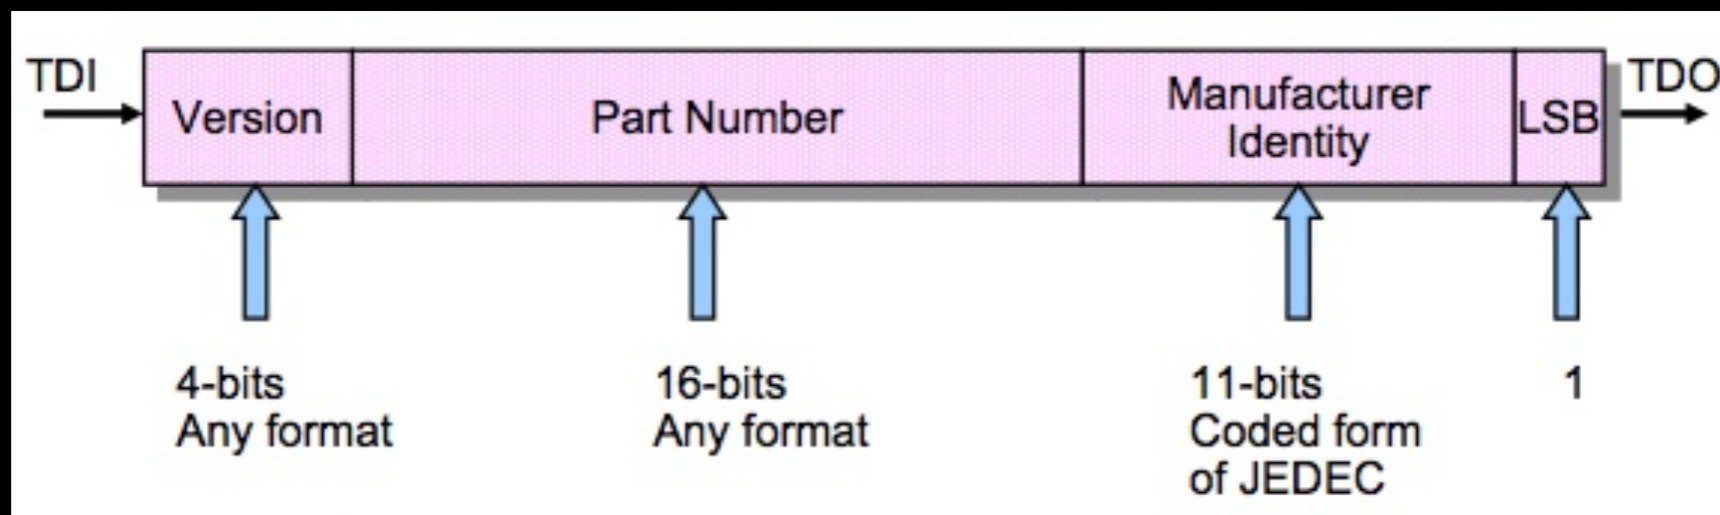 TDI
Version
Part Number
Manufacturer
Identity
LSB
TDO
4-bits
Any format
16-bits
Any format
11-bits
Coded form
of JEDEC
1